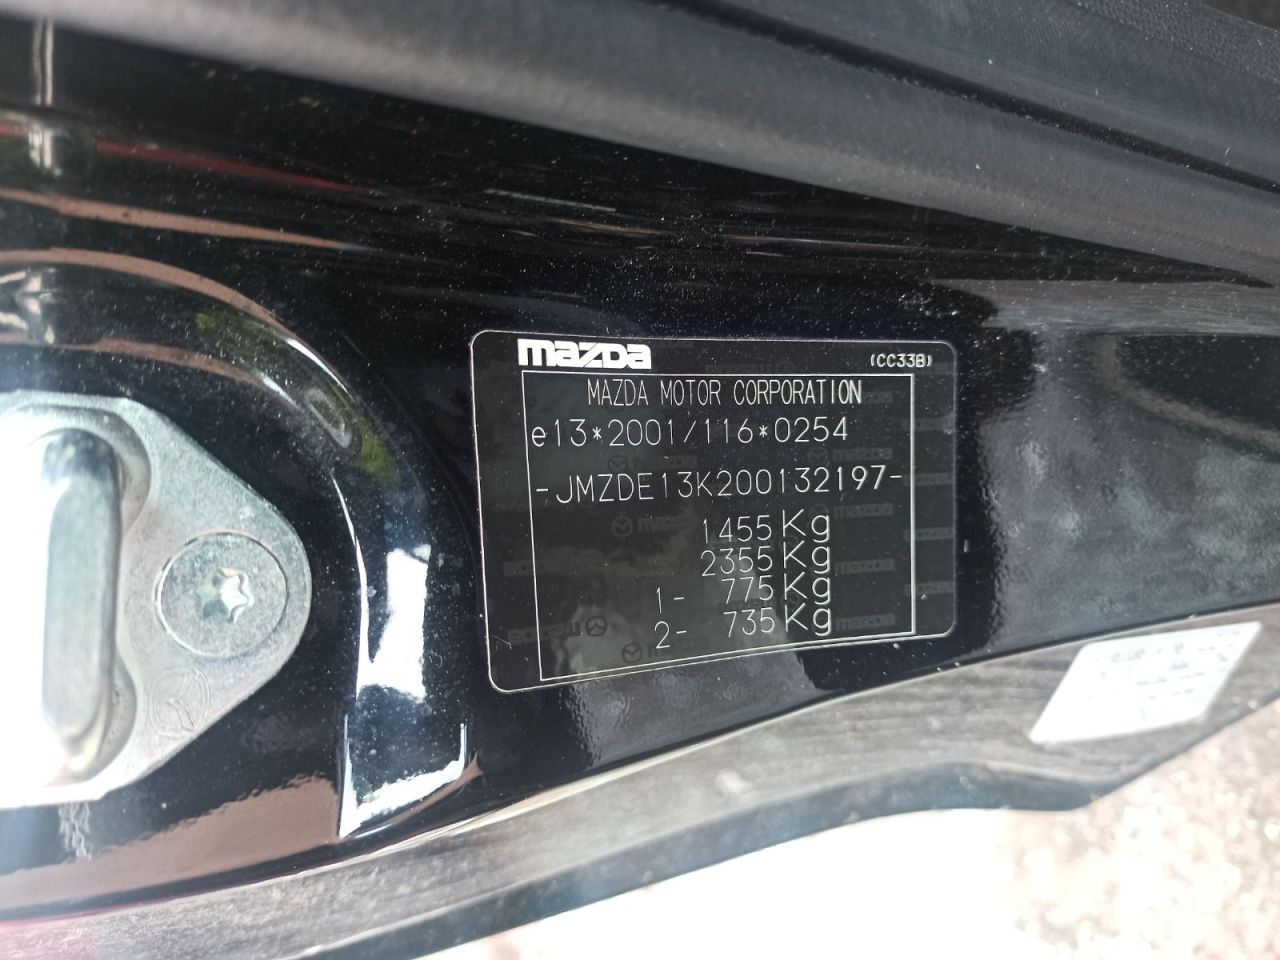 mazda (CC33B)
MAZDA MOTOR CORPORATION
e13*2001/116*0254
-JMZDE13K200132197-
1455 Kg
2355 Kg
1- 775 Kg
2- 735 Kg